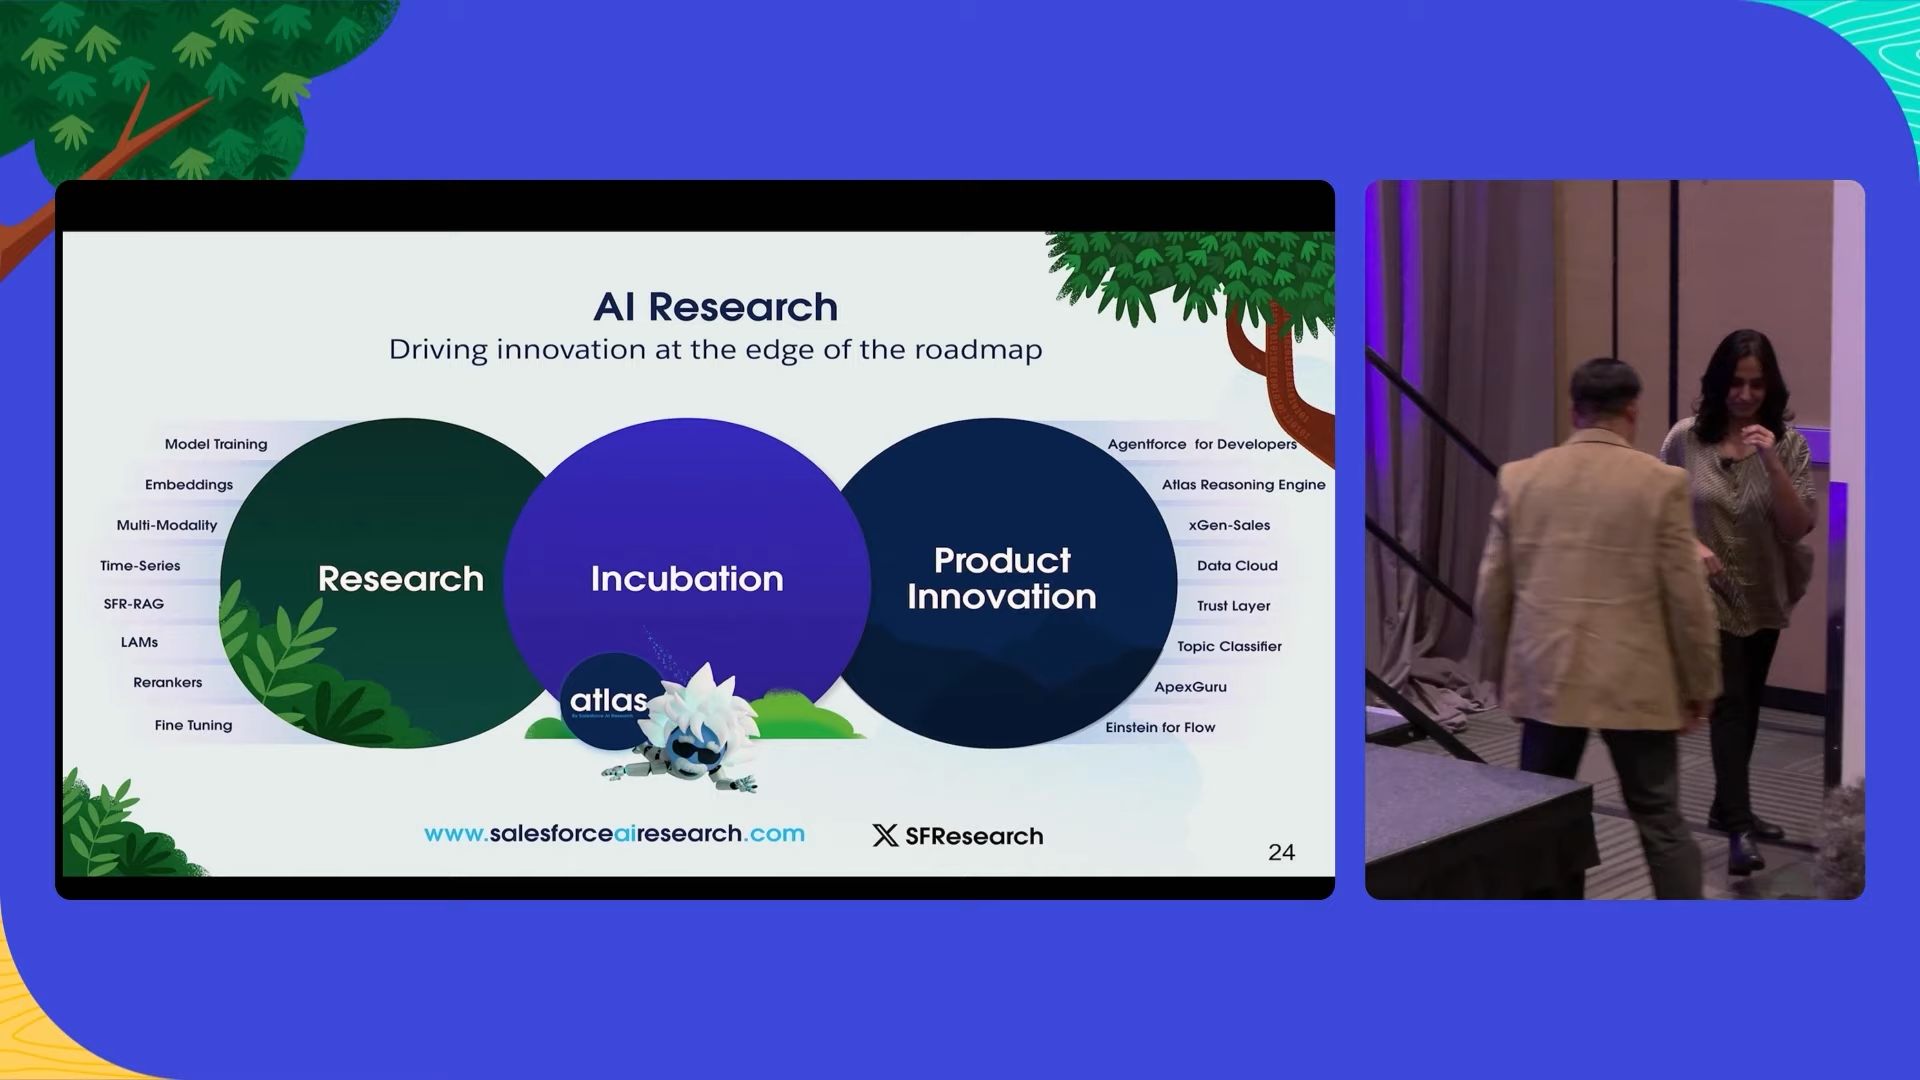 AI Research
Driving innovation at the edge of the roadmap
Model Training
Embeddings
Multi-Modality
Time-Series
SFR-RAG
LAMs
Rerankers
Fine Tuning
Research
Incubation
atlas
Product
Innovation
Agentforce for Developers
Atlas Reasoning Engine
xGen-Sales
Data Cloud
Trust Layer
Topic Classifier
ApexGuru
Einstein for Flow
www.salesforceairesearch.com
X SFResearch
24